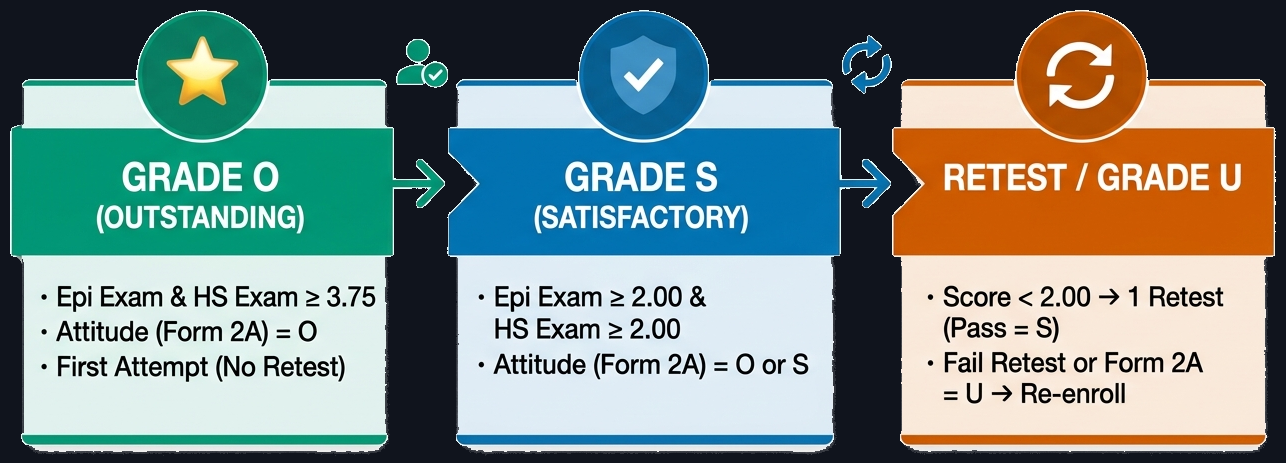 GRADE O
(OUTSTANDING)
• Epi Exam & HS Exam ≥ 3.75
• Attitude (Form 2A) = O
• First Attempt (No Retest)
GRADE S
(SATISFACTORY)
• Epi Exam ≥ 2.00 &
HS Exam ≥ 2.00
• Attitude (Form 2A) = O or S
RETEST / GRADE U
• Score < 2.00 → 1 Retest
(Pass = S)
• Fail Retest or Form 2A
= U → Re-enroll